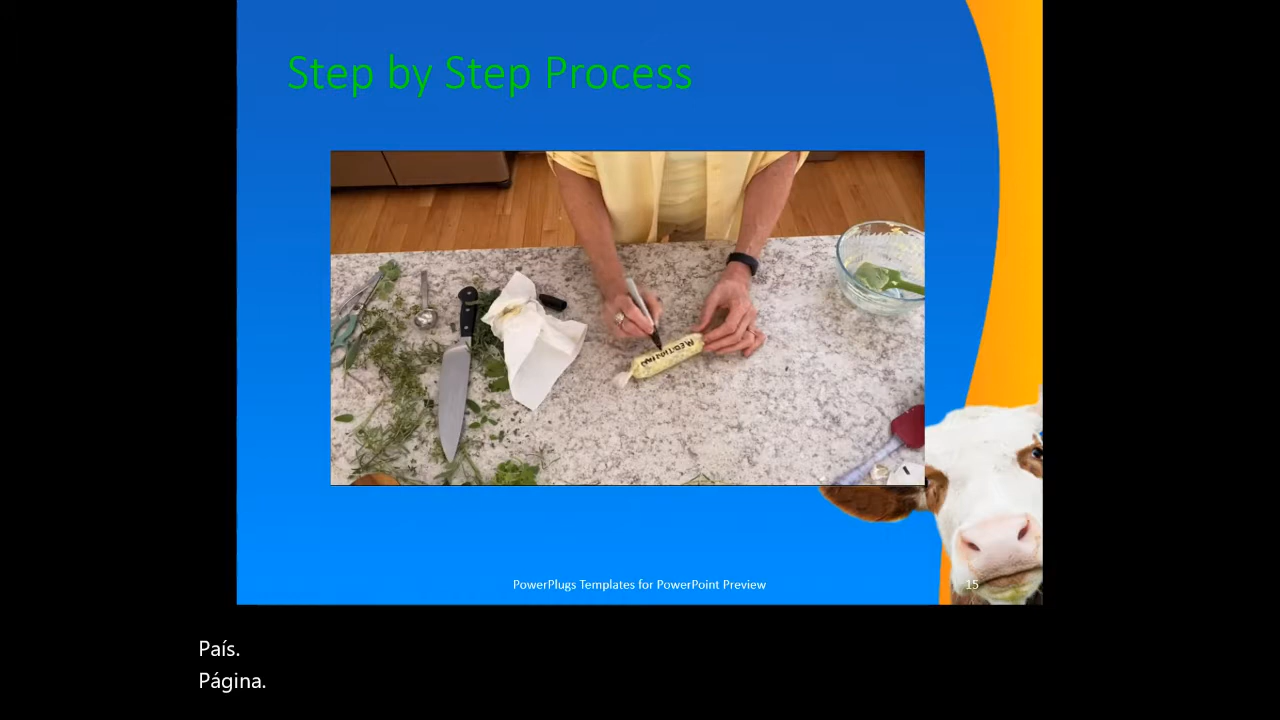 Step by Step Process
PowerPlugs Templates for PowerPoint Preview
15
País.
Página.